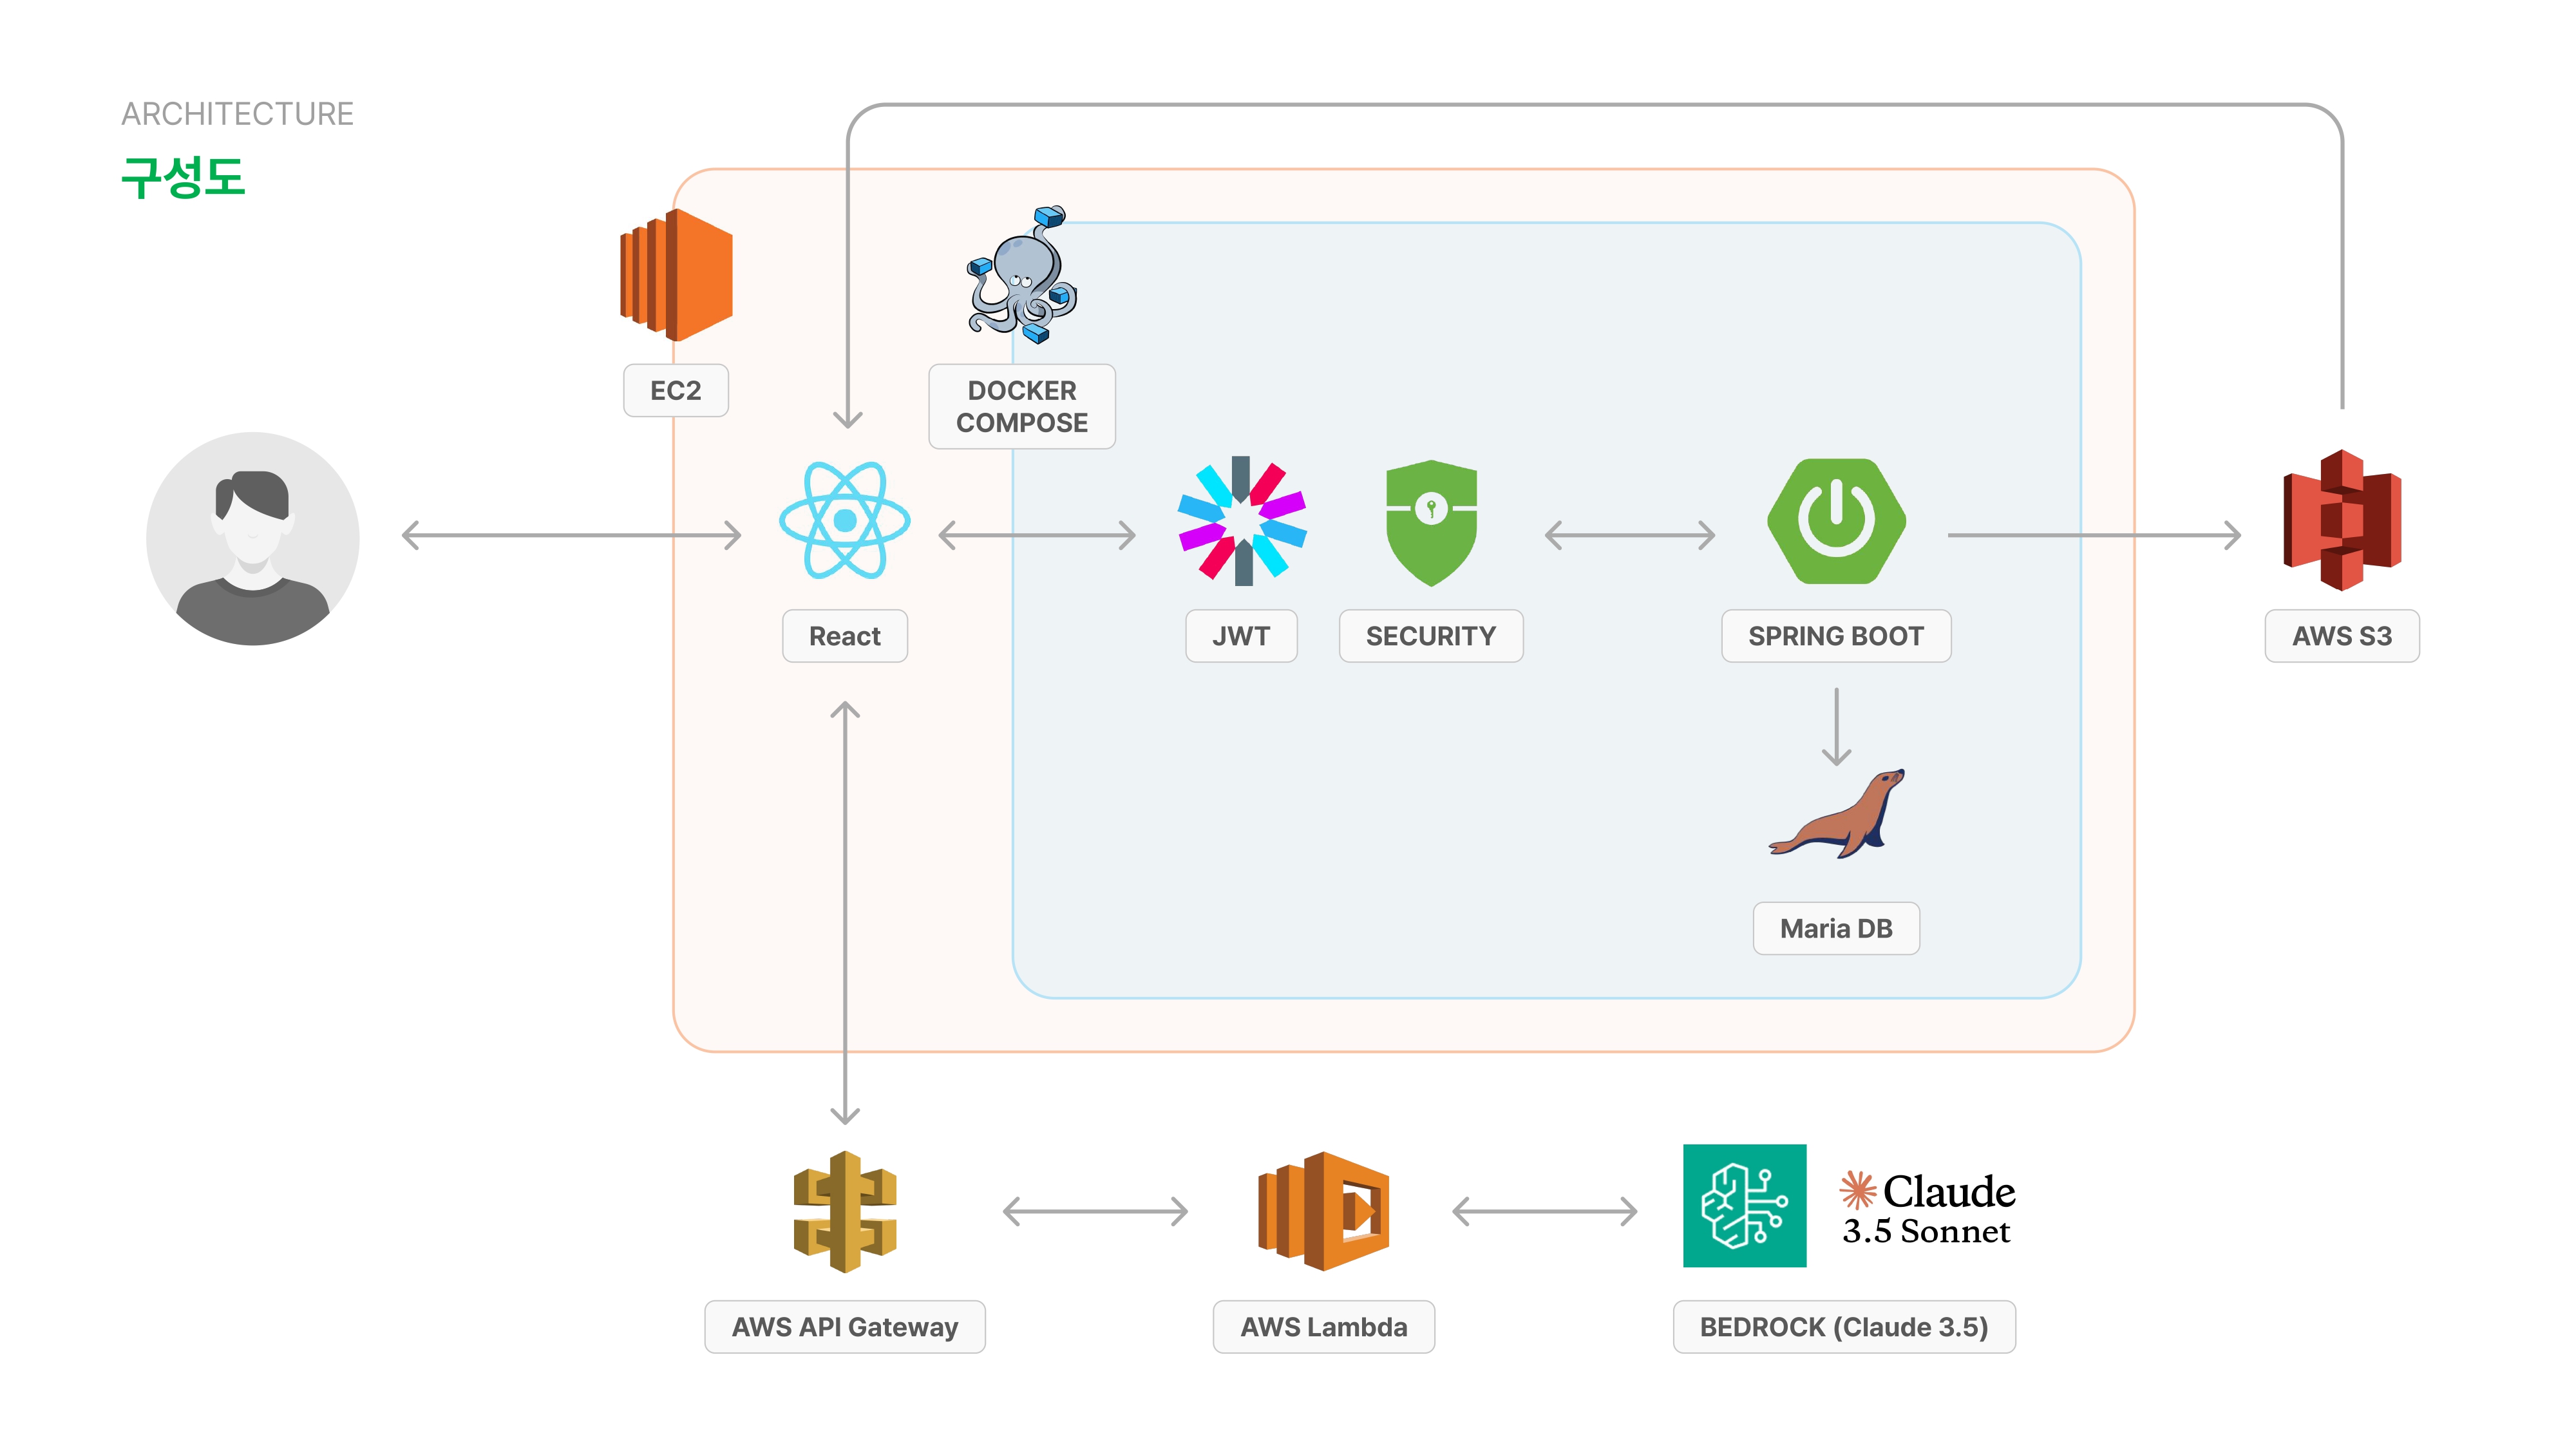 ARCHITECTURE
구성도
EC2
DOCKER
COMPOSE
React
JWT
SECURITY
SPRING BOOT
AWS S3
Maria DB
Claude
3.5 Sonnet
AWS API Gateway
AWS Lambda
BEDROCK (Claude 3.5)